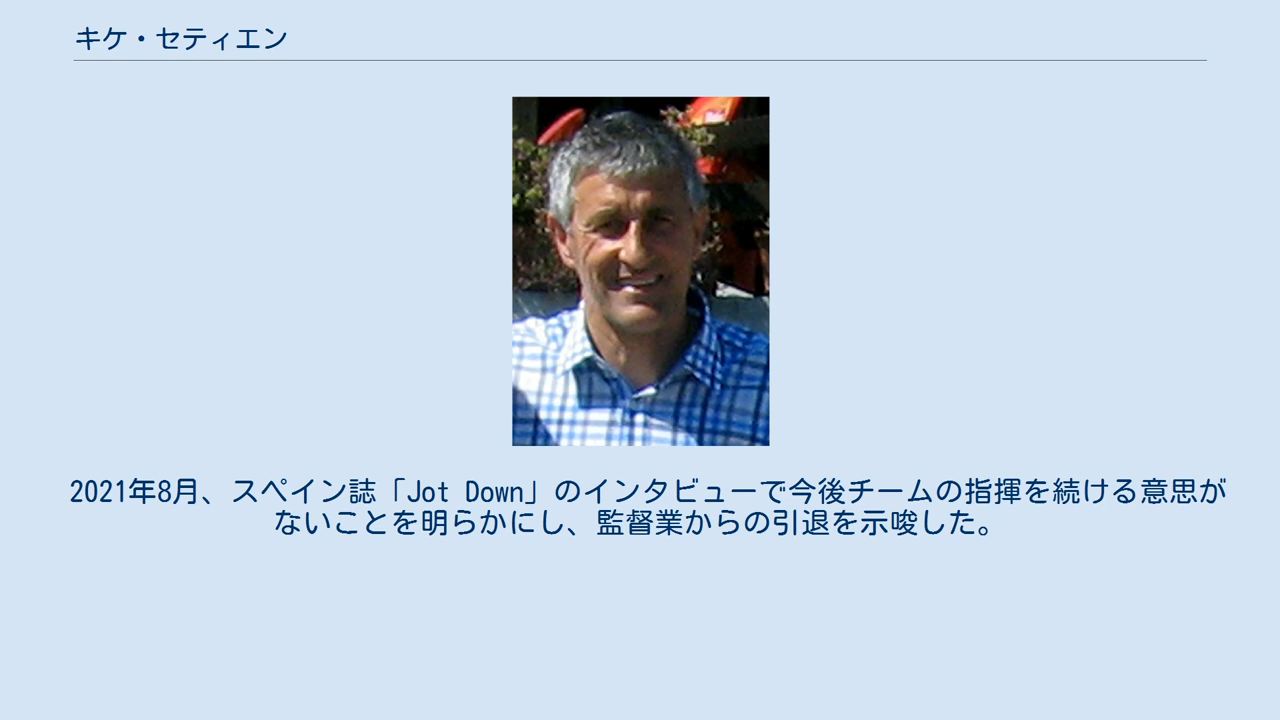 キケ・セティエン
2021年8月、スペイン誌「Jot Down」のインタビューで今後チームの指揮を続ける意思が
ないことを明らかにし、監督業からの引退を示唆した。